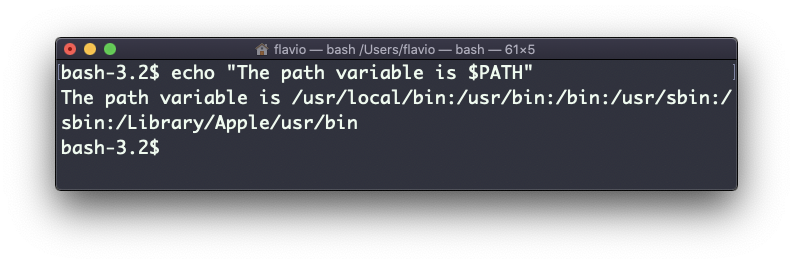 flavio — bash /Users/flavio — bash — 61×5
bash-3.2$ echo "The path variable is $PATH"
The path variable is /usr/local/bin:/usr/bin:/bin:/usr/sbin:/
sbin:/Library/Apple/usr/bin
bash-3.2$